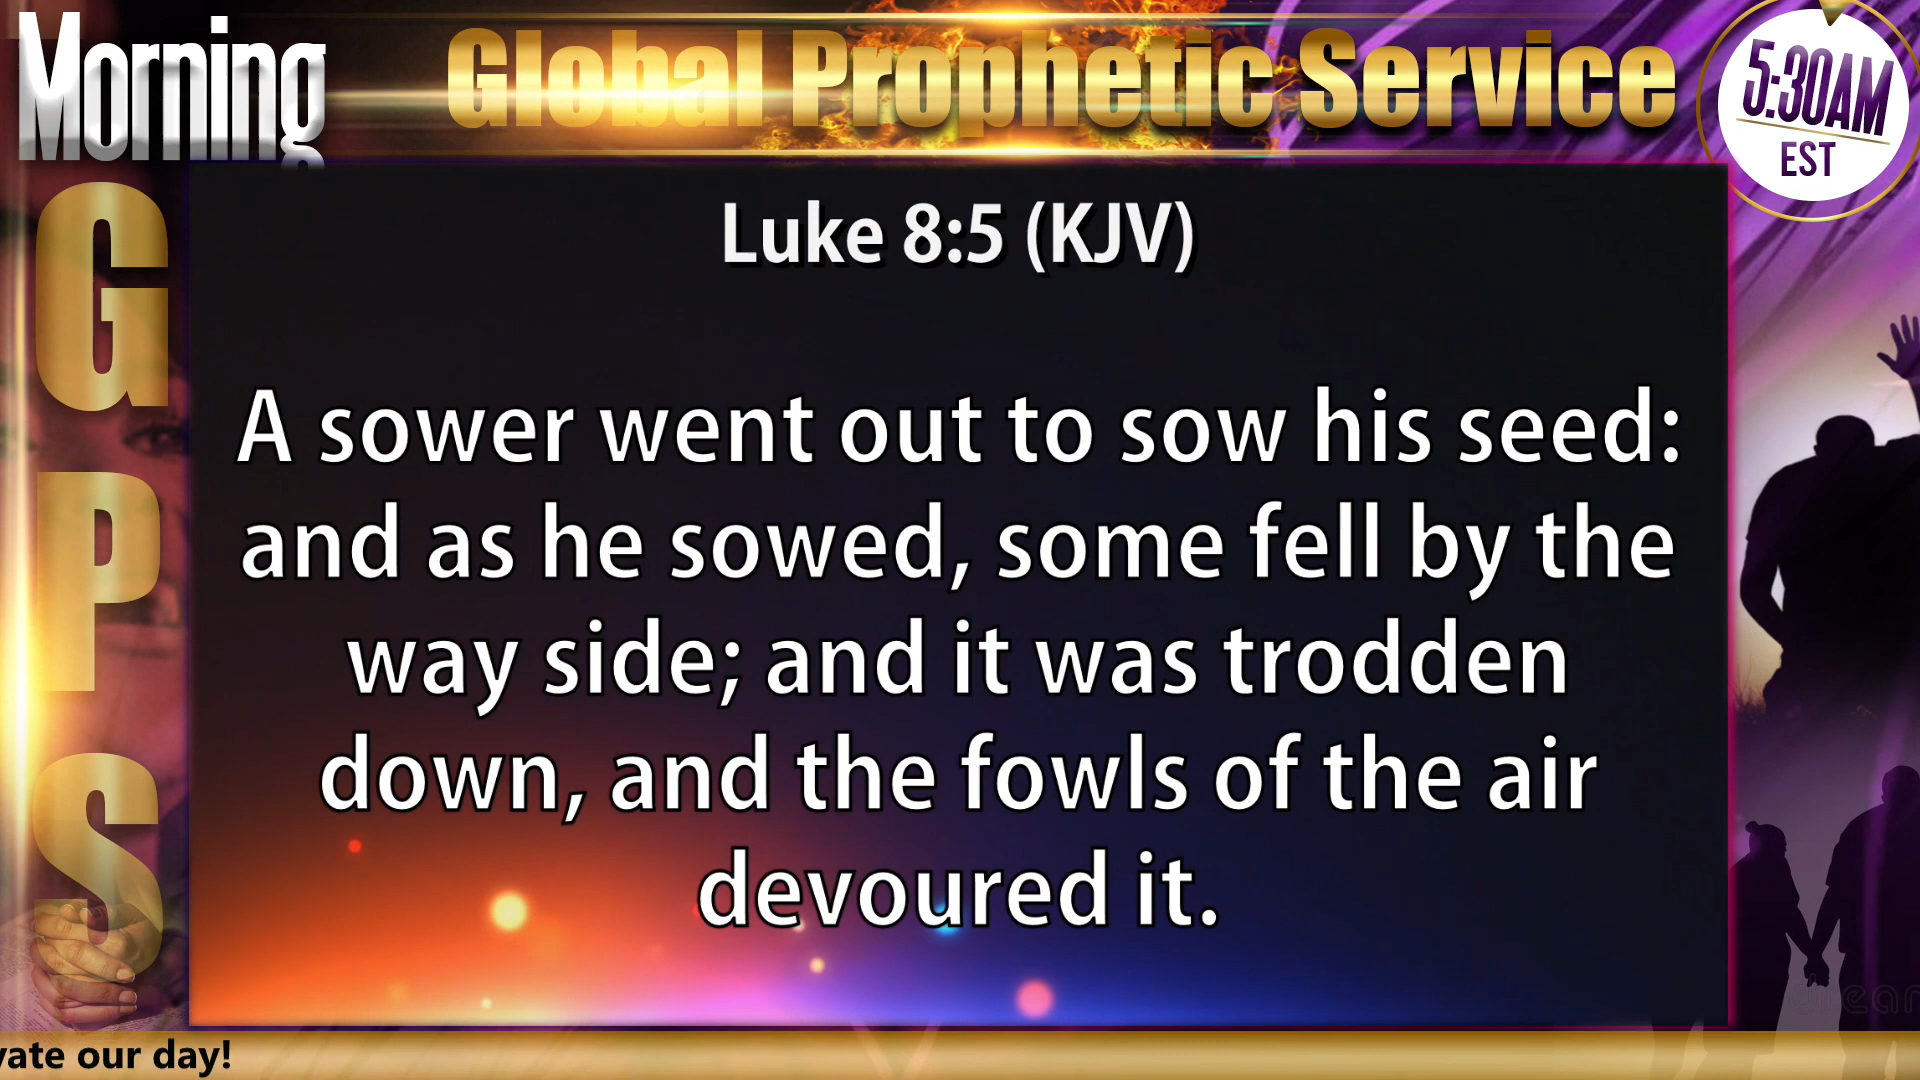 Morning
Global Prophetic Service
5:30AM
EST
G
P
S
Luke 8:5 (KJV)
A sower went out to sow his seed:
and as he sowed, some fell by the
way side; and it was trodden
down, and the fowls of the air
devoured it.
our day!